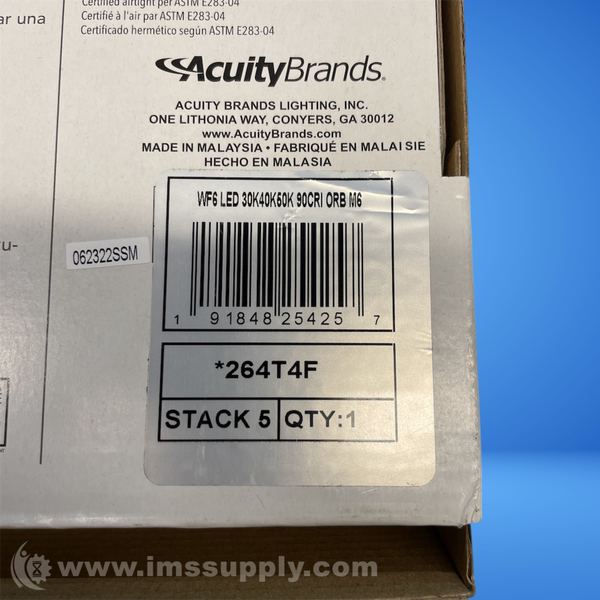 Certified airtight per ASTM E283-04
Certifié à l'air par ASTM E283-04
Certificado hermético según ASTM E283-04
ar una
AcuityBrands.
ACUITY BRANDS LIGHTING, INC.
ONE LITHONIA WAY, CONYERS, GA 30012
www.AcuityBrands.com
MADE IN MALAYSIA • FABRIQUÉ EN MALAISIE
HECHO EN MALASIA
WF6 LED 30K40K50K 90CRI ORB M6
tu-
062322SSM
1 91848 25425 7
*264T4F
STACK 5 QTY:1
www.imssupply.com